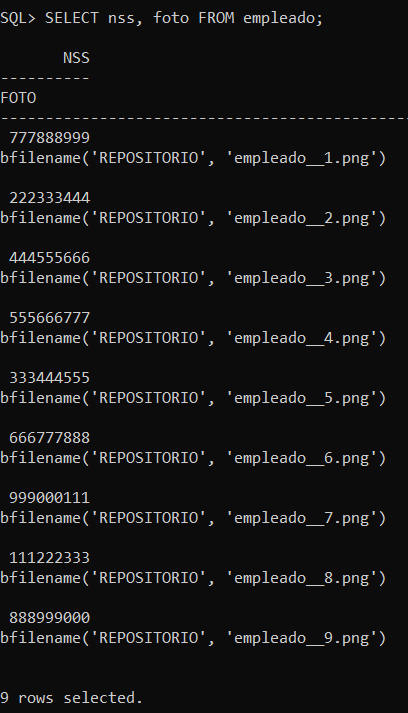 SQL> SELECT nss, foto FROM empleado;
NSS
----------
FOTO
--------------------------------------------------------------------------------
777888999
bfilename('REPOSITORIO', 'empleado__1.png')
222333444
bfilename('REPOSITORIO', 'empleado__2.png')
444555666
bfilename('REPOSITORIO', 'empleado__3.png')
555666777
bfilename('REPOSITORIO', 'empleado__4.png')
333444555
bfilename('REPOSITORIO', 'empleado__5.png')
666777888
bfilename('REPOSITORIO', 'empleado__6.png')
999000111
bfilename('REPOSITORIO', 'empleado__7.png')
111222333
bfilename('REPOSITORIO', 'empleado__8.png')
888999000
bfilename('REPOSITORIO', 'empleado__9.png')
9 rows selected.